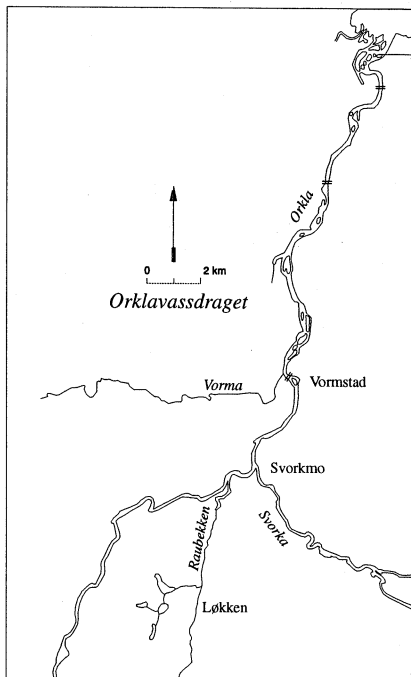 Orkla
0 2 km
Orklavassdraget
Vorma
Vormstad
Svorkmo
Raubekken
Svorka
Løkken